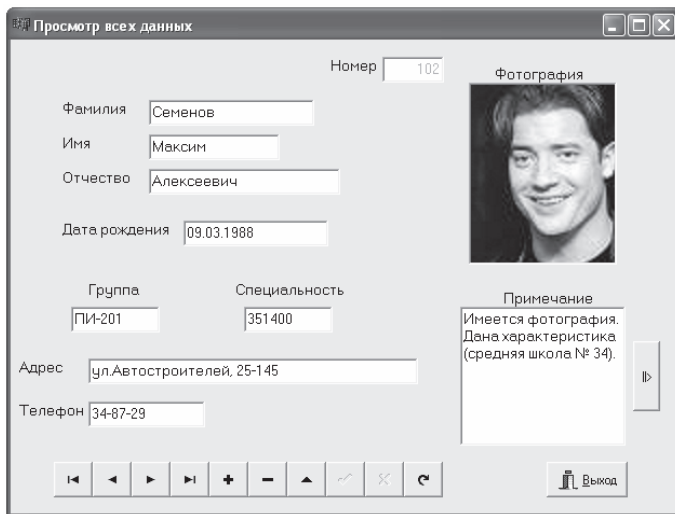 Просмотр всех данных
Номер 102
Фотография
Фамилия Семенов
Имя Максим
Отчество Алексеевич
Дата рождения 09.03.1988
Группа Специальность
ПИ-201 351400
Примечание
Имеется фотография.
Дана характеристика
(средняя школа № 34).
Адрес ул.Автостроителей, 25-145
Телефон 34-87-29
Выход